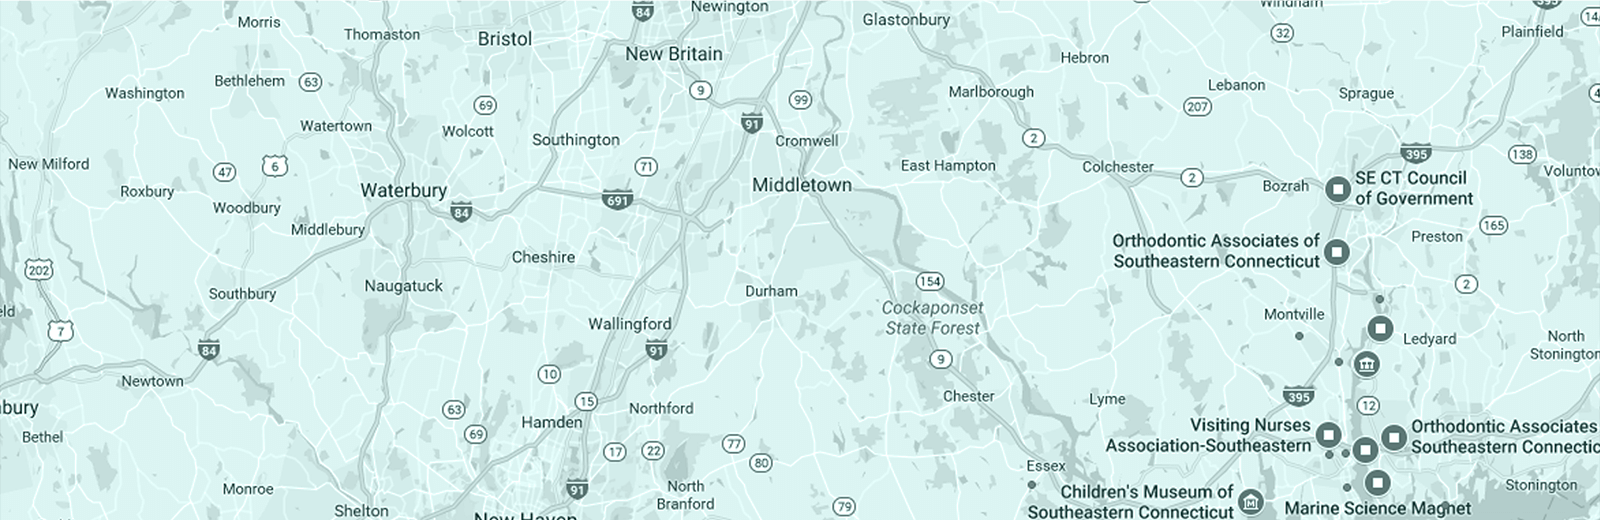 84
Newington
Glastonbury
Windham
395
Morris
Thomaston
Bristol
New Britain
32
Plainfield
Hebron
Washington
Bethlehem
63
69
9
99
Marlborough
207
Lebanon
Sprague
Watertown
Wolcott
Southington
91
Cromwell
2
New Milford
47
6
71
East Hampton
Colchester
2
395
138
Roxbury
Waterbury
84
691
Middletown
Bozrah
SE CT Council
of Government
Woodbury
Middlebury
165
Preston
Cheshire
Orthodontic Associates of
Southeastern Connecticut
202
Southbury
Naugatuck
Durham
154
2
Cockaponset
State Forest
Montville
Ledyard
North
Stonington
7
84
Wallingford
91
9
Newtown
10
15
Chester
Lyme
395
12
63
69
Hamden
Northford
Bethel
17
22
77
80
Visiting Nurses
Association-Southeastern
Orthodontic Associates
Essex
Monroe
91
North
Branford
Children's Museum of
Southeastern Connecticut
Marine Science Magnet
Stonington
Shelton
New Haven
79